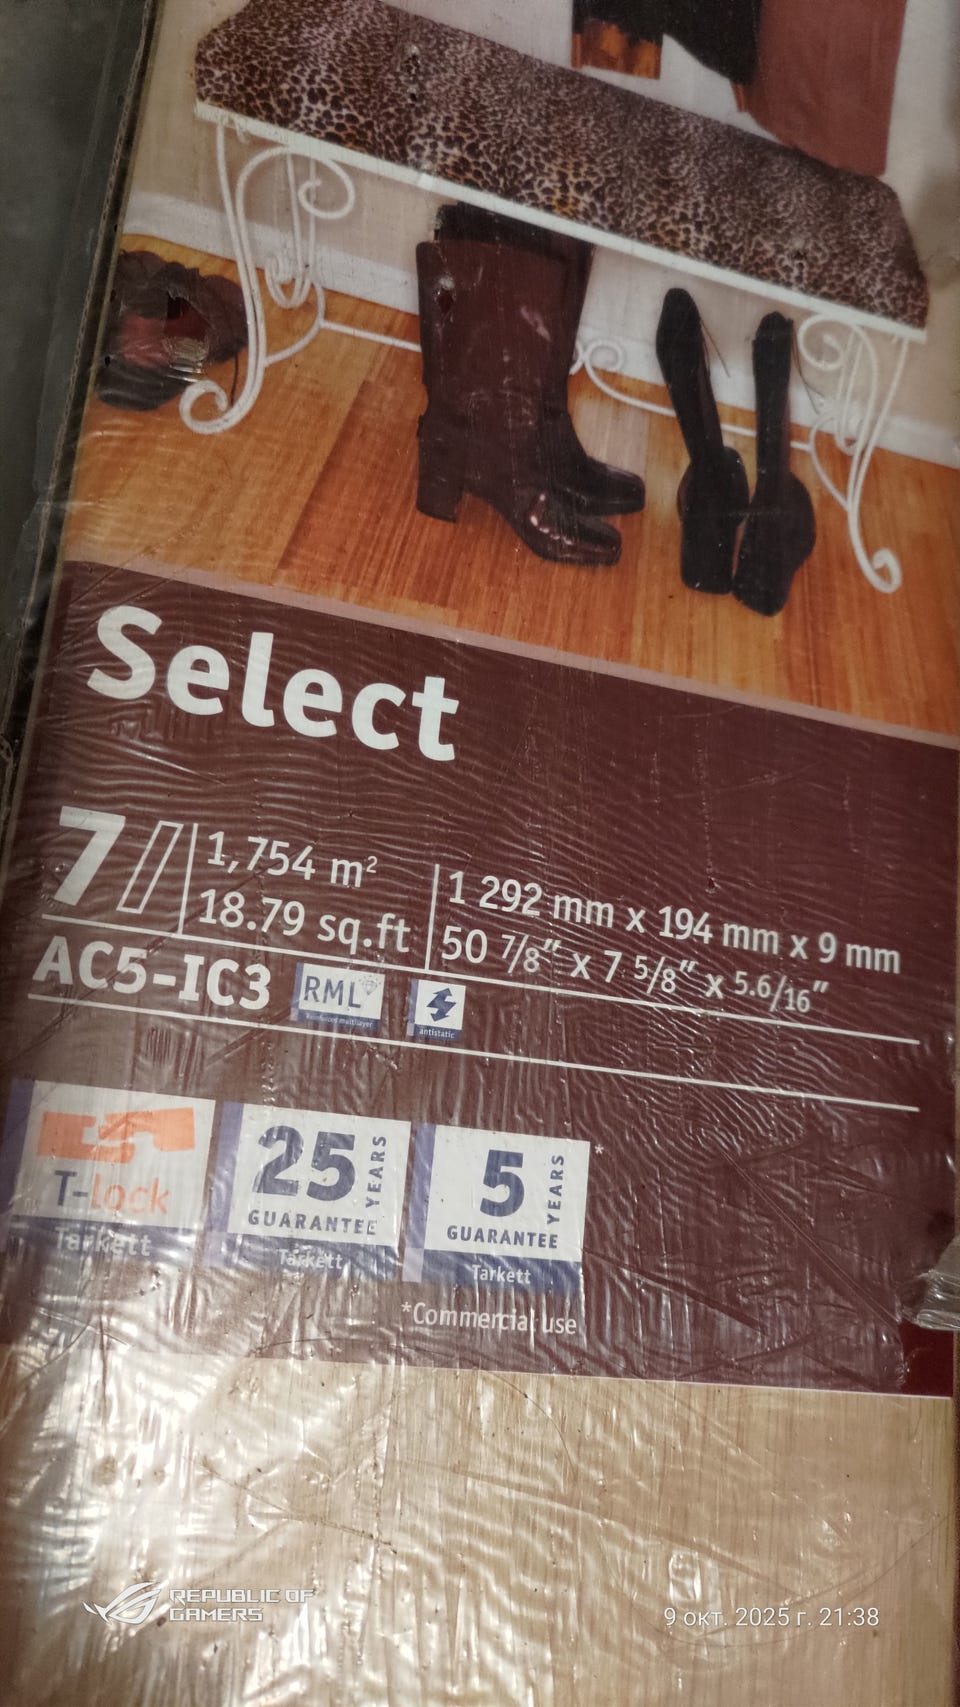 Select
7
1,754 m²
18.79 sq.ft
1 292 mm x 194 mm x 9 mm
50 7/8" x 7 5/8" x 5.6/16"
AC5-IC3
RML
Reinforced multilayer
antistatic
T-lock
Tarkett
25 YEARS
GUARANTEE
Tarkett
5 YEARS *
GUARANTEE
Tarkett
*Commercial use
REPUBLIC OF
GAMERS
9 окт. 2025 г. 21:38